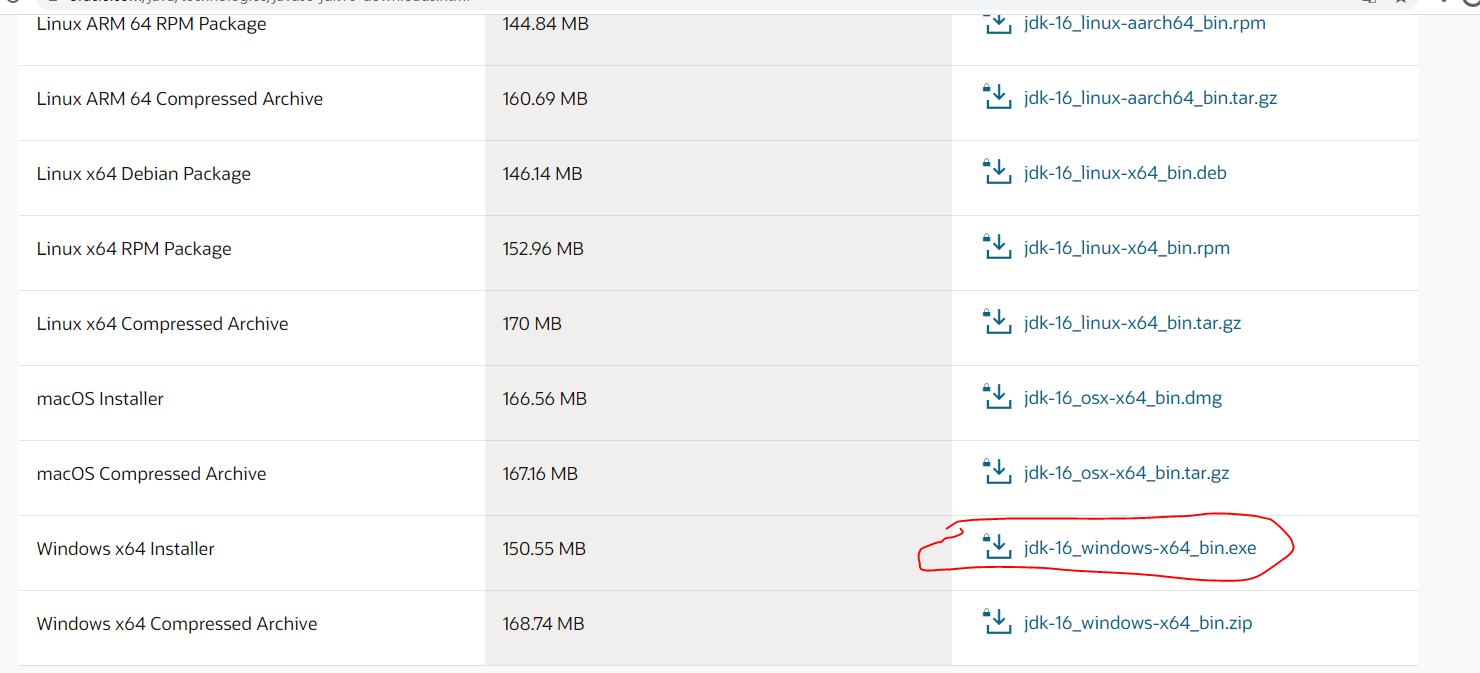 Linux ARM 64 RPM Package 144.84 MB jdk-16_linux-aarch64_bin.rpm
Linux ARM 64 Compressed Archive 160.69 MB jdk-16_linux-aarch64_bin.tar.gz
Linux x64 Debian Package 146.14 MB jdk-16_linux-x64_bin.deb
Linux x64 RPM Package 152.96 MB jdk-16_linux-x64_bin.rpm
Linux x64 Compressed Archive 170 MB jdk-16_linux-x64_bin.tar.gz
macOS Installer 166.56 MB jdk-16_osx-x64_bin.dmg
macOS Compressed Archive 167.16 MB jdk-16_osx-x64_bin.tar.gz
Windows x64 Installer 150.55 MB jdk-16_windows-x64_bin.exe
Windows x64 Compressed Archive 168.74 MB jdk-16_windows-x64_bin.zip